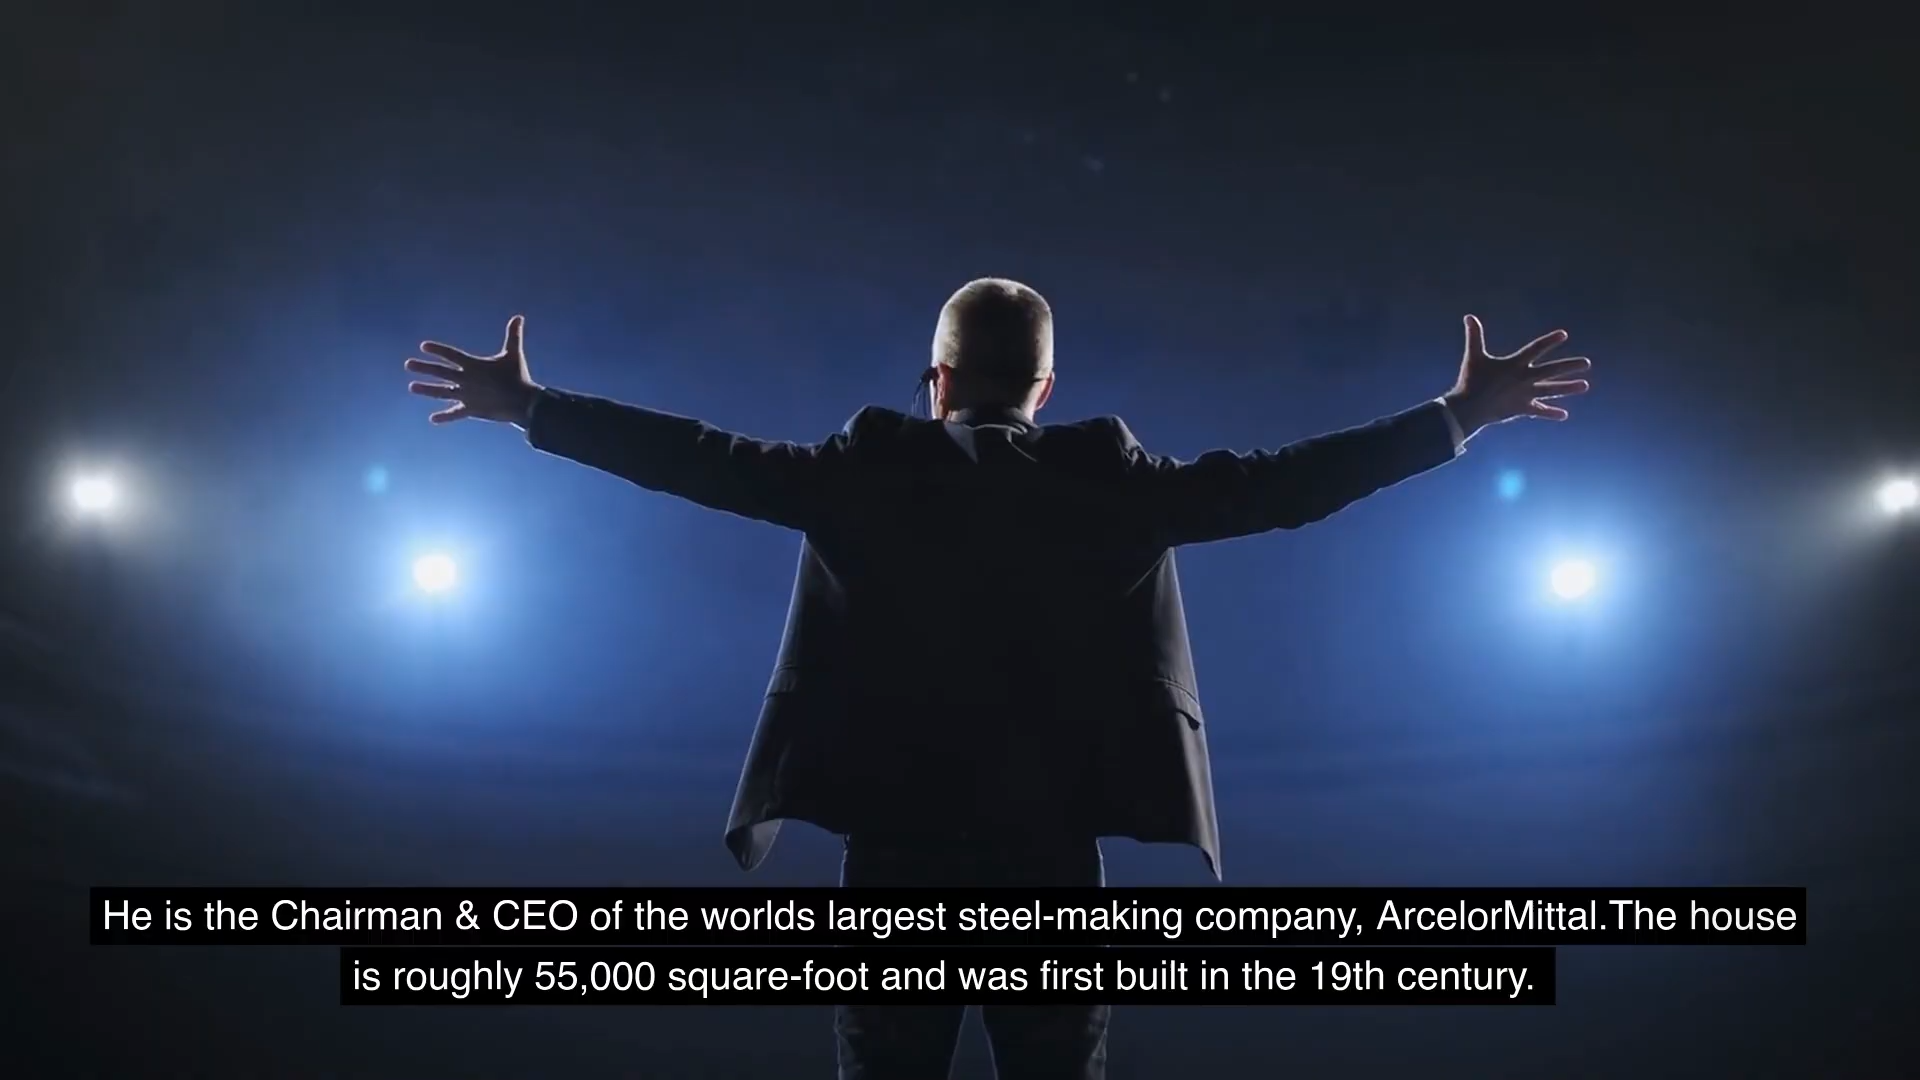 He is the Chairman & CEO of the worlds largest steel-making company, ArcelorMittal.The house
is roughly 55,000 square-foot and was first built in the 19th century.